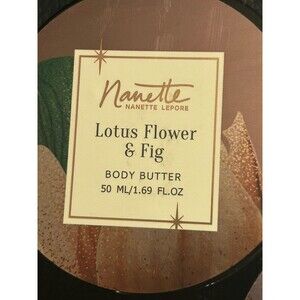 Nanette
NANETTE LEPORE
Lotus Flower
& Fig
BODY BUTTER
50 ML/1.69 FL.OZ